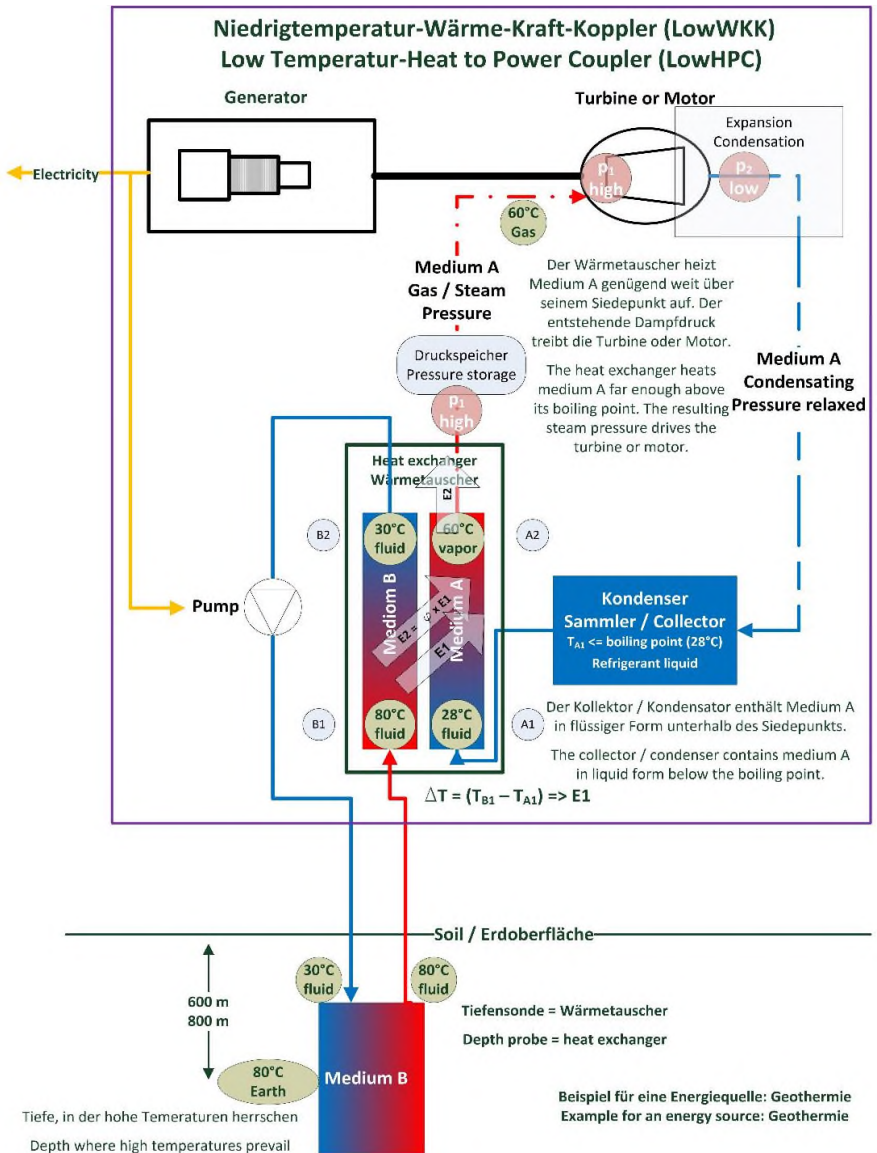 Niedrigtemperatur-Wärme-Kraft-Koppler (LowWKK)
Low Temperatur-Heat to Power Coupler (LowHPC)
Generator
Turbine or Motor
Expansion
Condensation
Electricity
p1
high
p2
low
60°C
Gas
Medium A
Gas / Steam
Pressure
Der Wärmetauscher heizt
Medium A genügend weit über
seinem Siedepunkt auf. Der
entstehende Dampfdruck
treibt die Turbine oder Motor.
The heat exchanger heats
medium A far enough above
its boiling point. The resulting
steam pressure drives the
turbine or motor.
Medium A
Condensating
Pressure relaxed
Druckspeicher
Pressure storage
p1
high
Heat exchanger
Wärmetauscher
E2
B2
30°C
fluid
60°C
vapor
A2
Pump
Mediom B
Medium A
E2 = φ x E1
E1
Kondenser
Sammler / Collector
TA1 <= boiling point (28°C)
Refrigerant liquid
B1
80°C
fluid
28°C
fluid
A1
Der Kollektor / Kondensator enthält Medium A
in flüssiger Form unterhalb des Siedepunkts.
The collector / condenser contains medium A
in liquid form below the boiling point.
ΔT = (TB1 – TA1) => E1
Soil / Erdoberfläche
600 m
800 m
30°C
fluid
80°C
fluid
Tiefensonde = Wärmetauscher
Depth probe = heat exchanger
80°C
Earth
Medium B
Tiefe, in der hohe Temeraturen herrschen
Depth where high temperatures prevail
Beispiel für eine Energiequelle: Geothermie
Example for an energy source: Geothermie